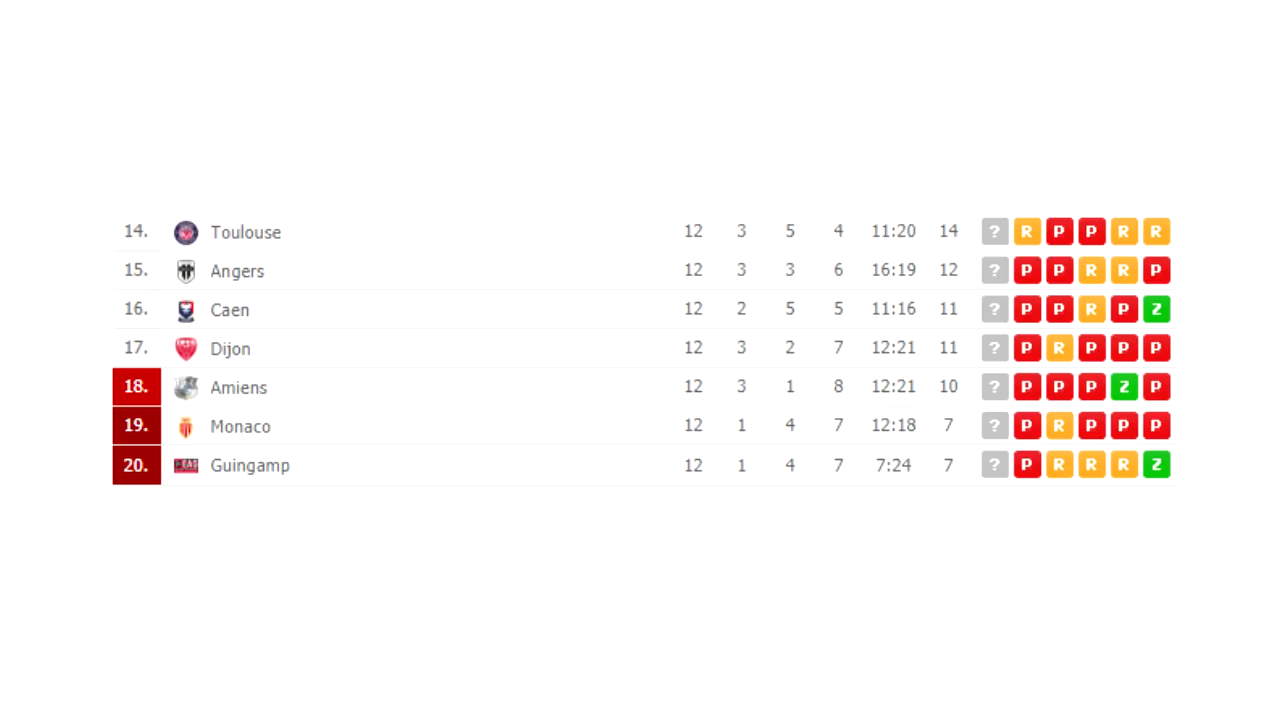 14. Toulouse 12 3 5 4 11:20 14 ? R P P R R
15. Angers 12 3 3 6 16:19 12 ? P P R R P
16. Caen 12 2 5 5 11:16 11 ? P P R P Z
17. Dijon 12 3 2 7 12:21 11 ? P R P P P
18. Amiens 12 3 1 8 12:21 10 ? P P P Z P
19. Monaco 12 1 4 7 12:18 7 ? P R P P P
20. Guingamp 12 1 4 7 7:24 7 ? P R R R Z